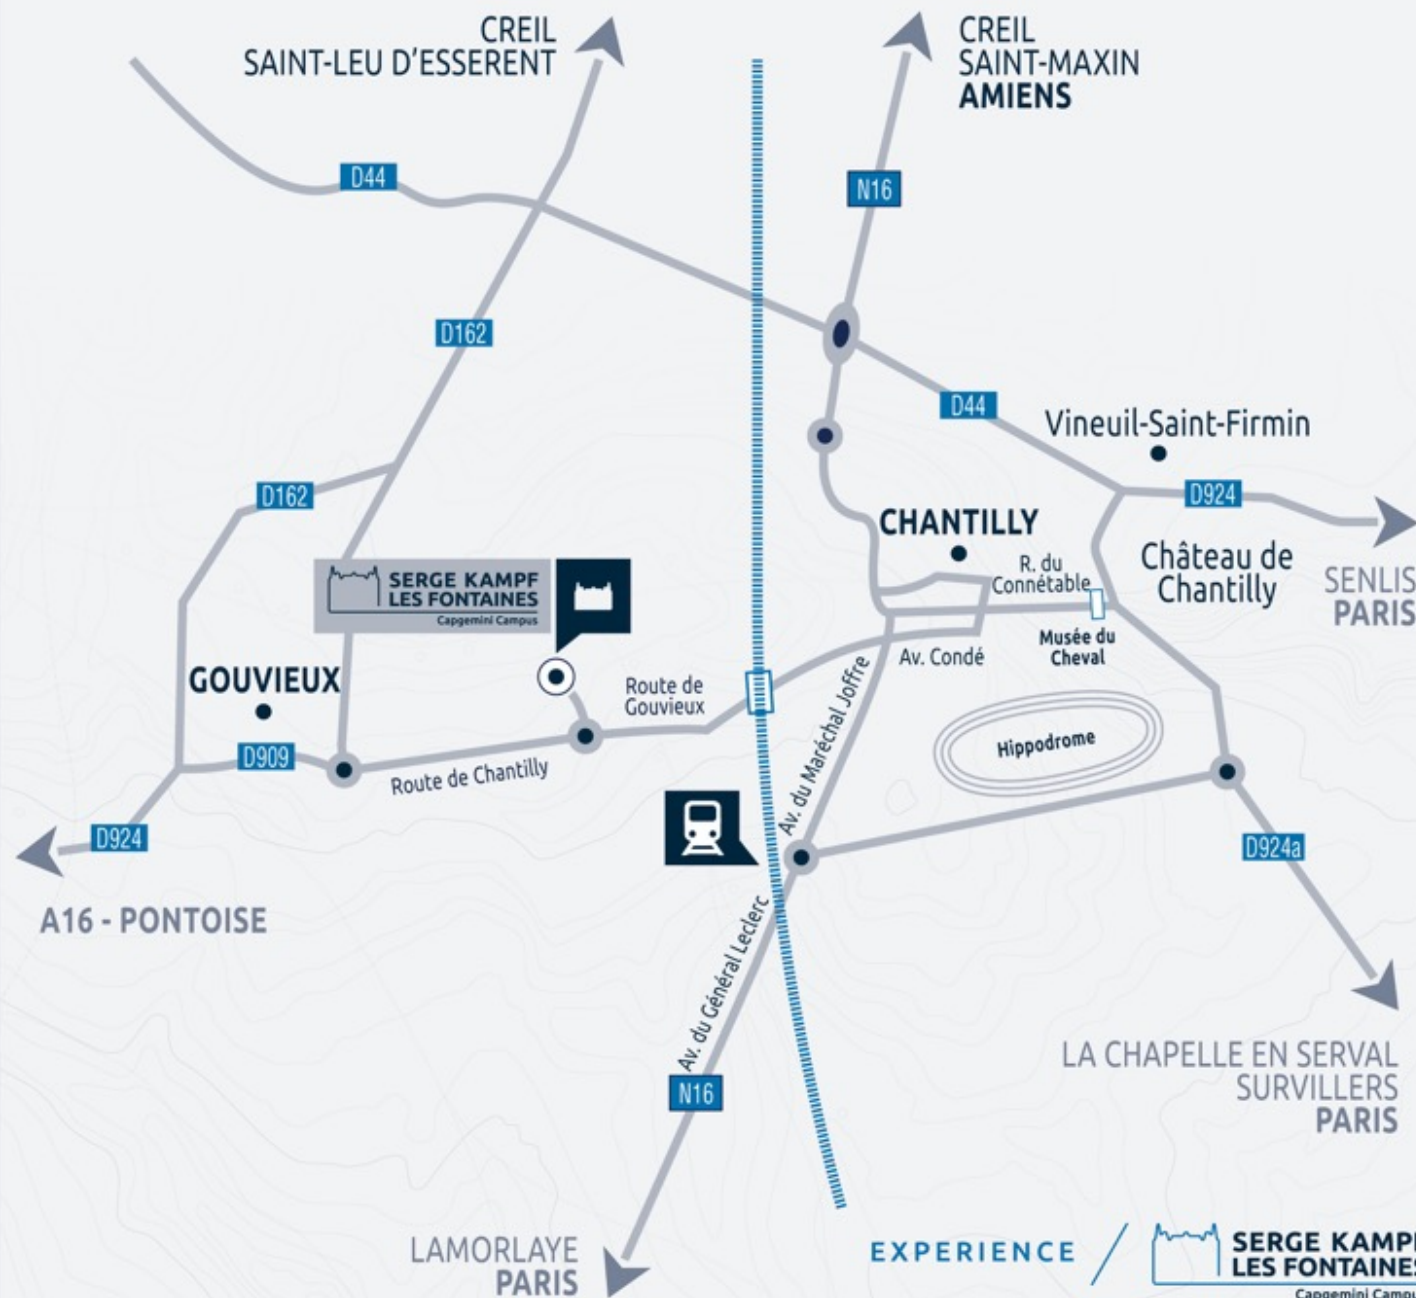 CREIL
SAINT-LEU D'ESSERENT
CREIL
SAINT-MAXIN
AMIENS
D44
N16
D162
D44
Vineuil-Saint-Firmin
D162
D924
CHANTILLY
R. du
Connétable
Château de
Chantilly
SENLIS
PARIS
SERGE KAMPF
LES FONTAINES
Capgemini Campus
Musée du
Cheval
Av. Condé
GOUVIEUX
Route de
Gouvieux
Av. du Maréchal Joffre
Hippodrome
D909
Route de Chantilly
D924
D924a
A16 - PONTOISE
Av. du Général Leclerc
N16
LA CHAPELLE EN SERVAL
SURVILLERS
PARIS
LAMORLAYE
PARIS
EXPERIENCE
SERGE KAMPF
LES FONTAINES
Capgemini Campus